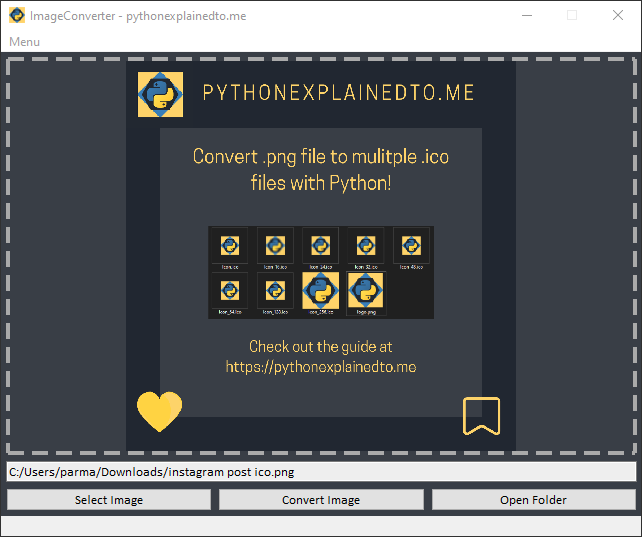 ImageConverter - pythonexplainedto.me
Menu
PYTHONEXPLAINEDTO.ME
Convert .png file to mulitple .ico
files with Python!
Icon.ico Icon_16.ico Icon_24.ico Icon_32.ico Icon_48.ico
Icon_64.ico Icon_128.ico Icon_256.ico logo.png
Check out the guide at
https://pythonexplainedto.me
C:/Users/parma/Downloads/instagram post ico.png
Select Image Convert Image Open Folder